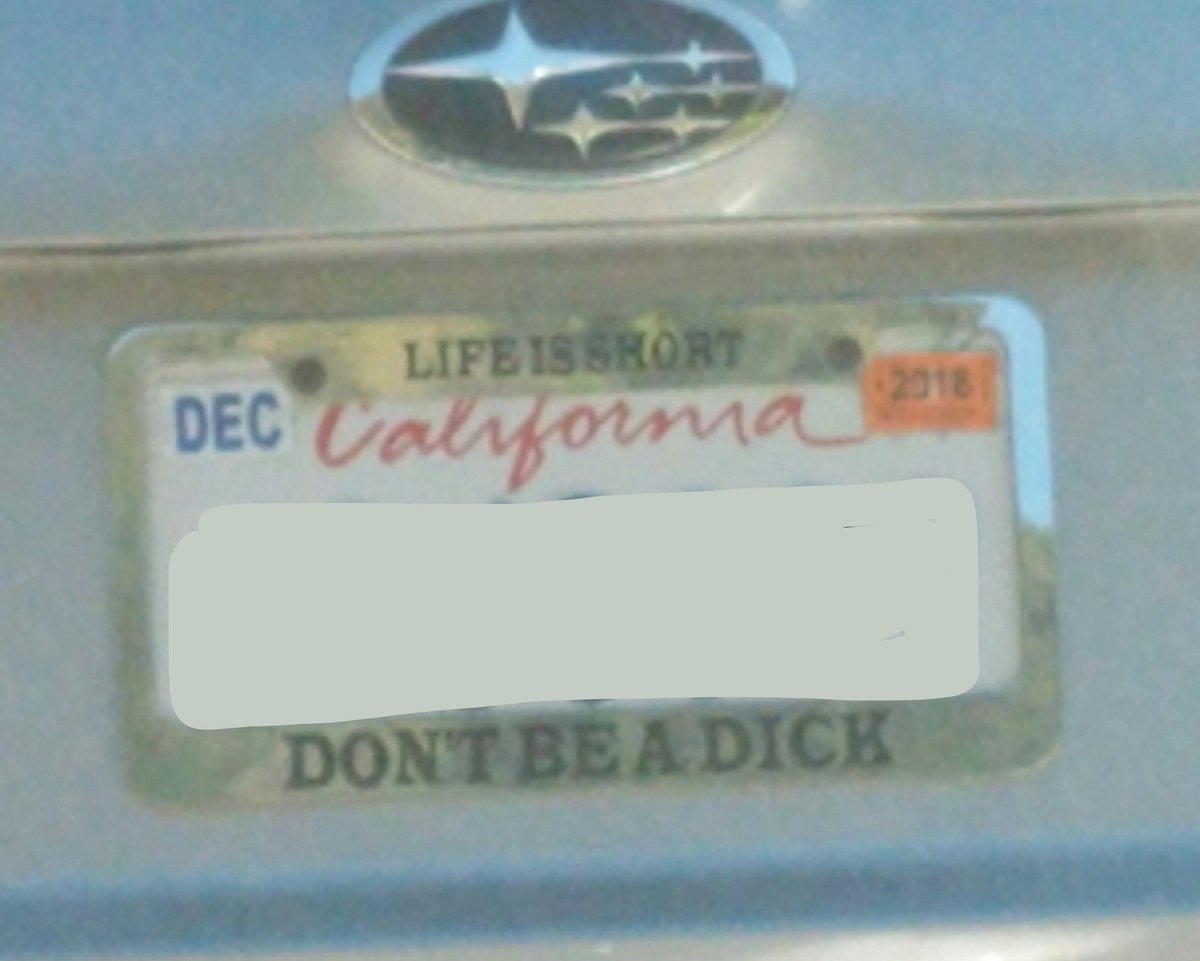 LIFE IS SHORT
DEC California 2018
DON'T BE A DICK